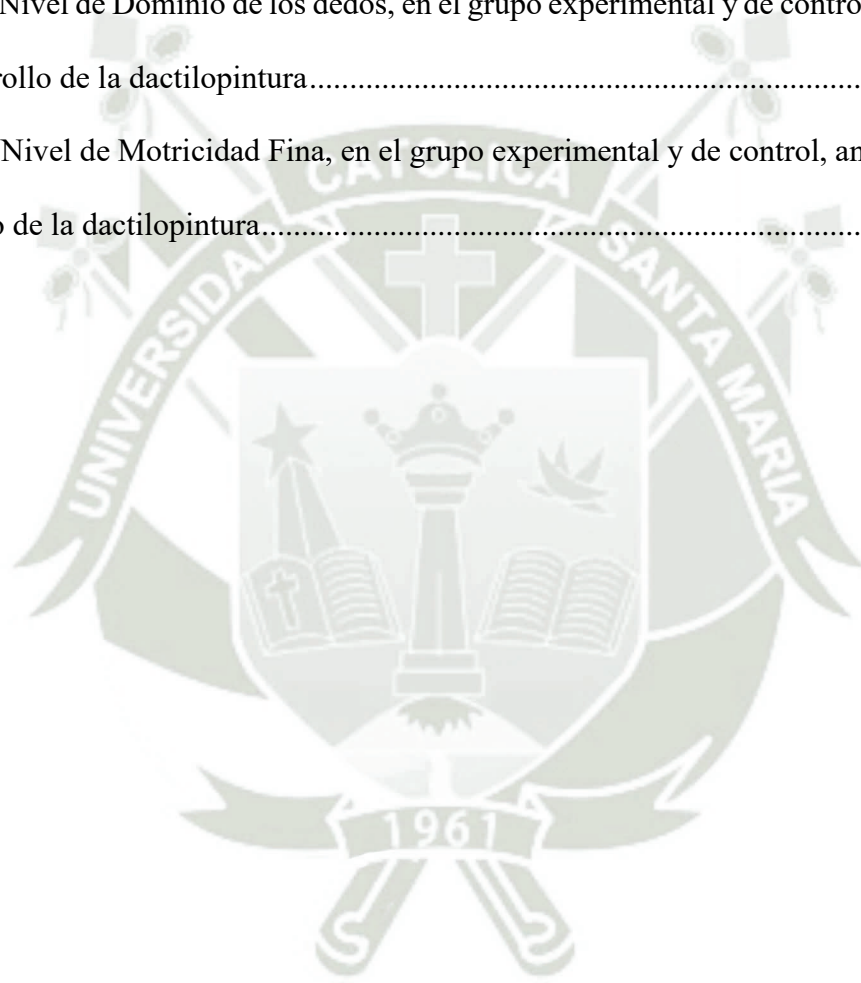 Nivel de Dominio de los dedos, en el grupo experimental y de contro
rollo de la dactilopintura....................................................................
Nivel de Motricidad Fina, en el grupo experimental y de control, an
o de la dactilopintura..........................................................................
CATOLICA
UNIVERSIDAD
SANTA MARIA
1961